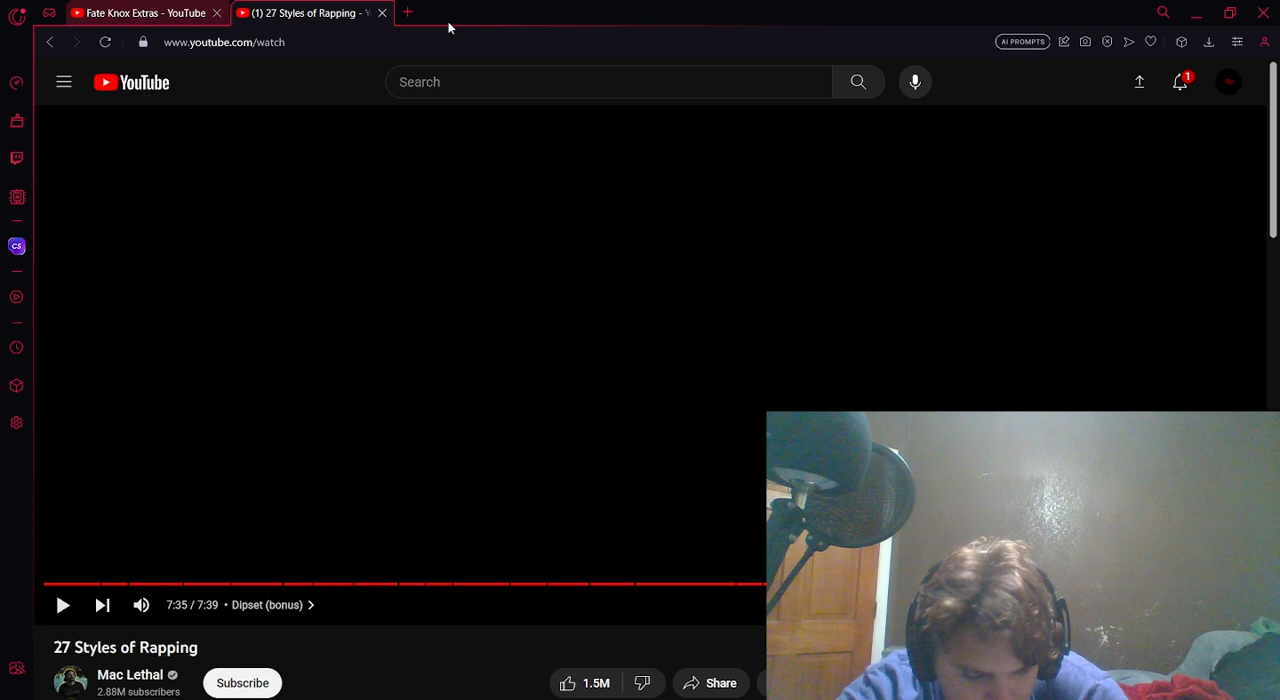 Fate Knox Extras - YouTube
(1) 27 Styles of Rapping -
www.youtube.com/watch
AI PROMPTS
YouTube
Search
1
CS
7:35 / 7:39 • Dipset (bonus)
27 Styles of Rapping
Mac Lethal
2.88M subscribers
Subscribe
1.5M
Share